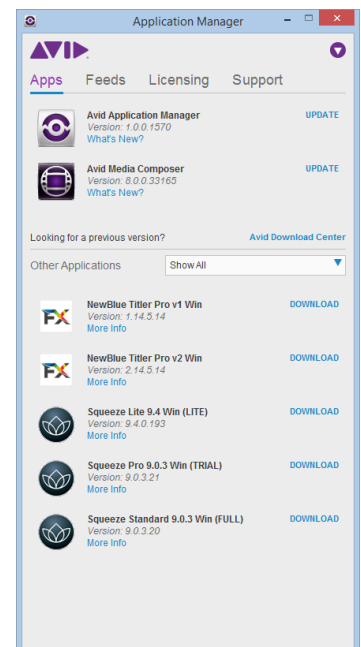 Application Manager
AVID
Apps Feeds Licensing Support
Avid Application Manager UPDATE
Version: 1.0.0.1570
What's New?
Avid Media Composer UPDATE
Version: 8.0.0.33165
What's New?
Looking for a previous version? Avid Download Center
Other Applications Show All
NewBlue Titler Pro v1 Win DOWNLOAD
Version: 1.14.5.14
More Info
FX
NewBlue Titler Pro v2 Win DOWNLOAD
Version: 2.14.5.14
More Info
FX
Squeeze Lite 9.4 Win (LITE) DOWNLOAD
Version: 9.4.0.193
More Info
Squeeze Pro 9.0.3 Win (TRIAL) DOWNLOAD
Version: 9.0.3.21
More Info
Squeeze Standard 9.0.3 Win (FULL) DOWNLOAD
Version: 9.0.3.20
More Info